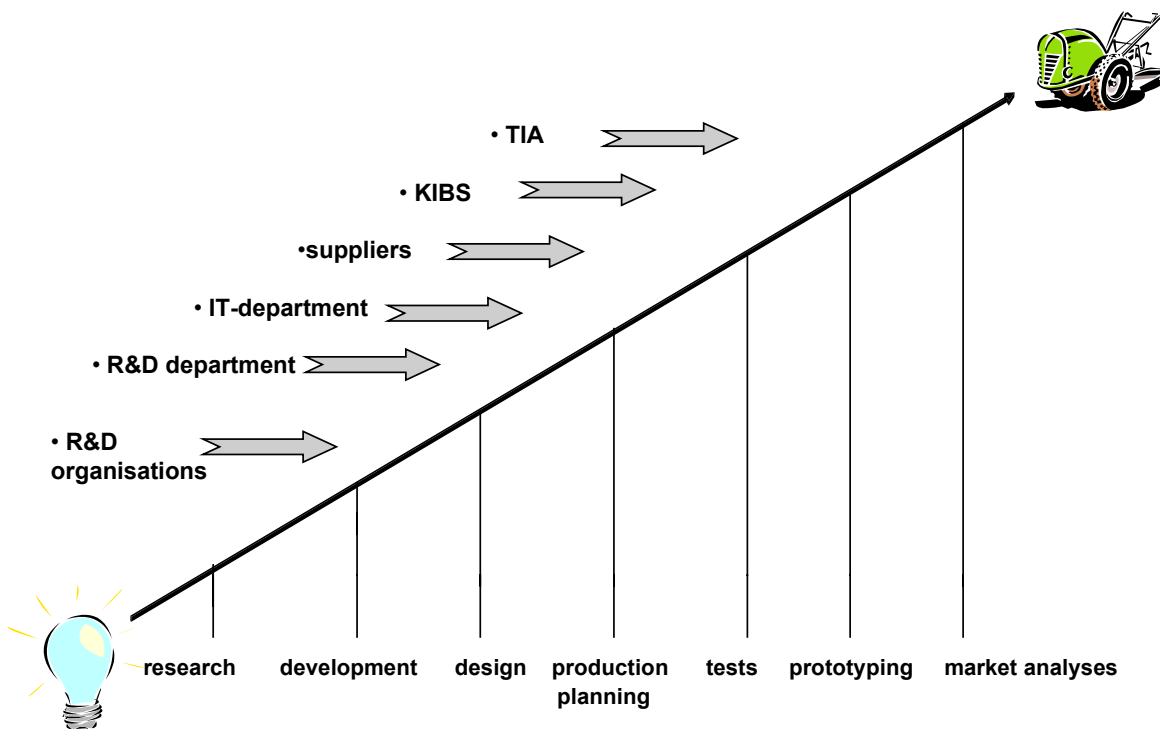 • TIA
• KIBS
•suppliers
• IT-department
• R&D department
• R&D
organisations
research
development
design
production
planning
tests
prototyping
market analyses